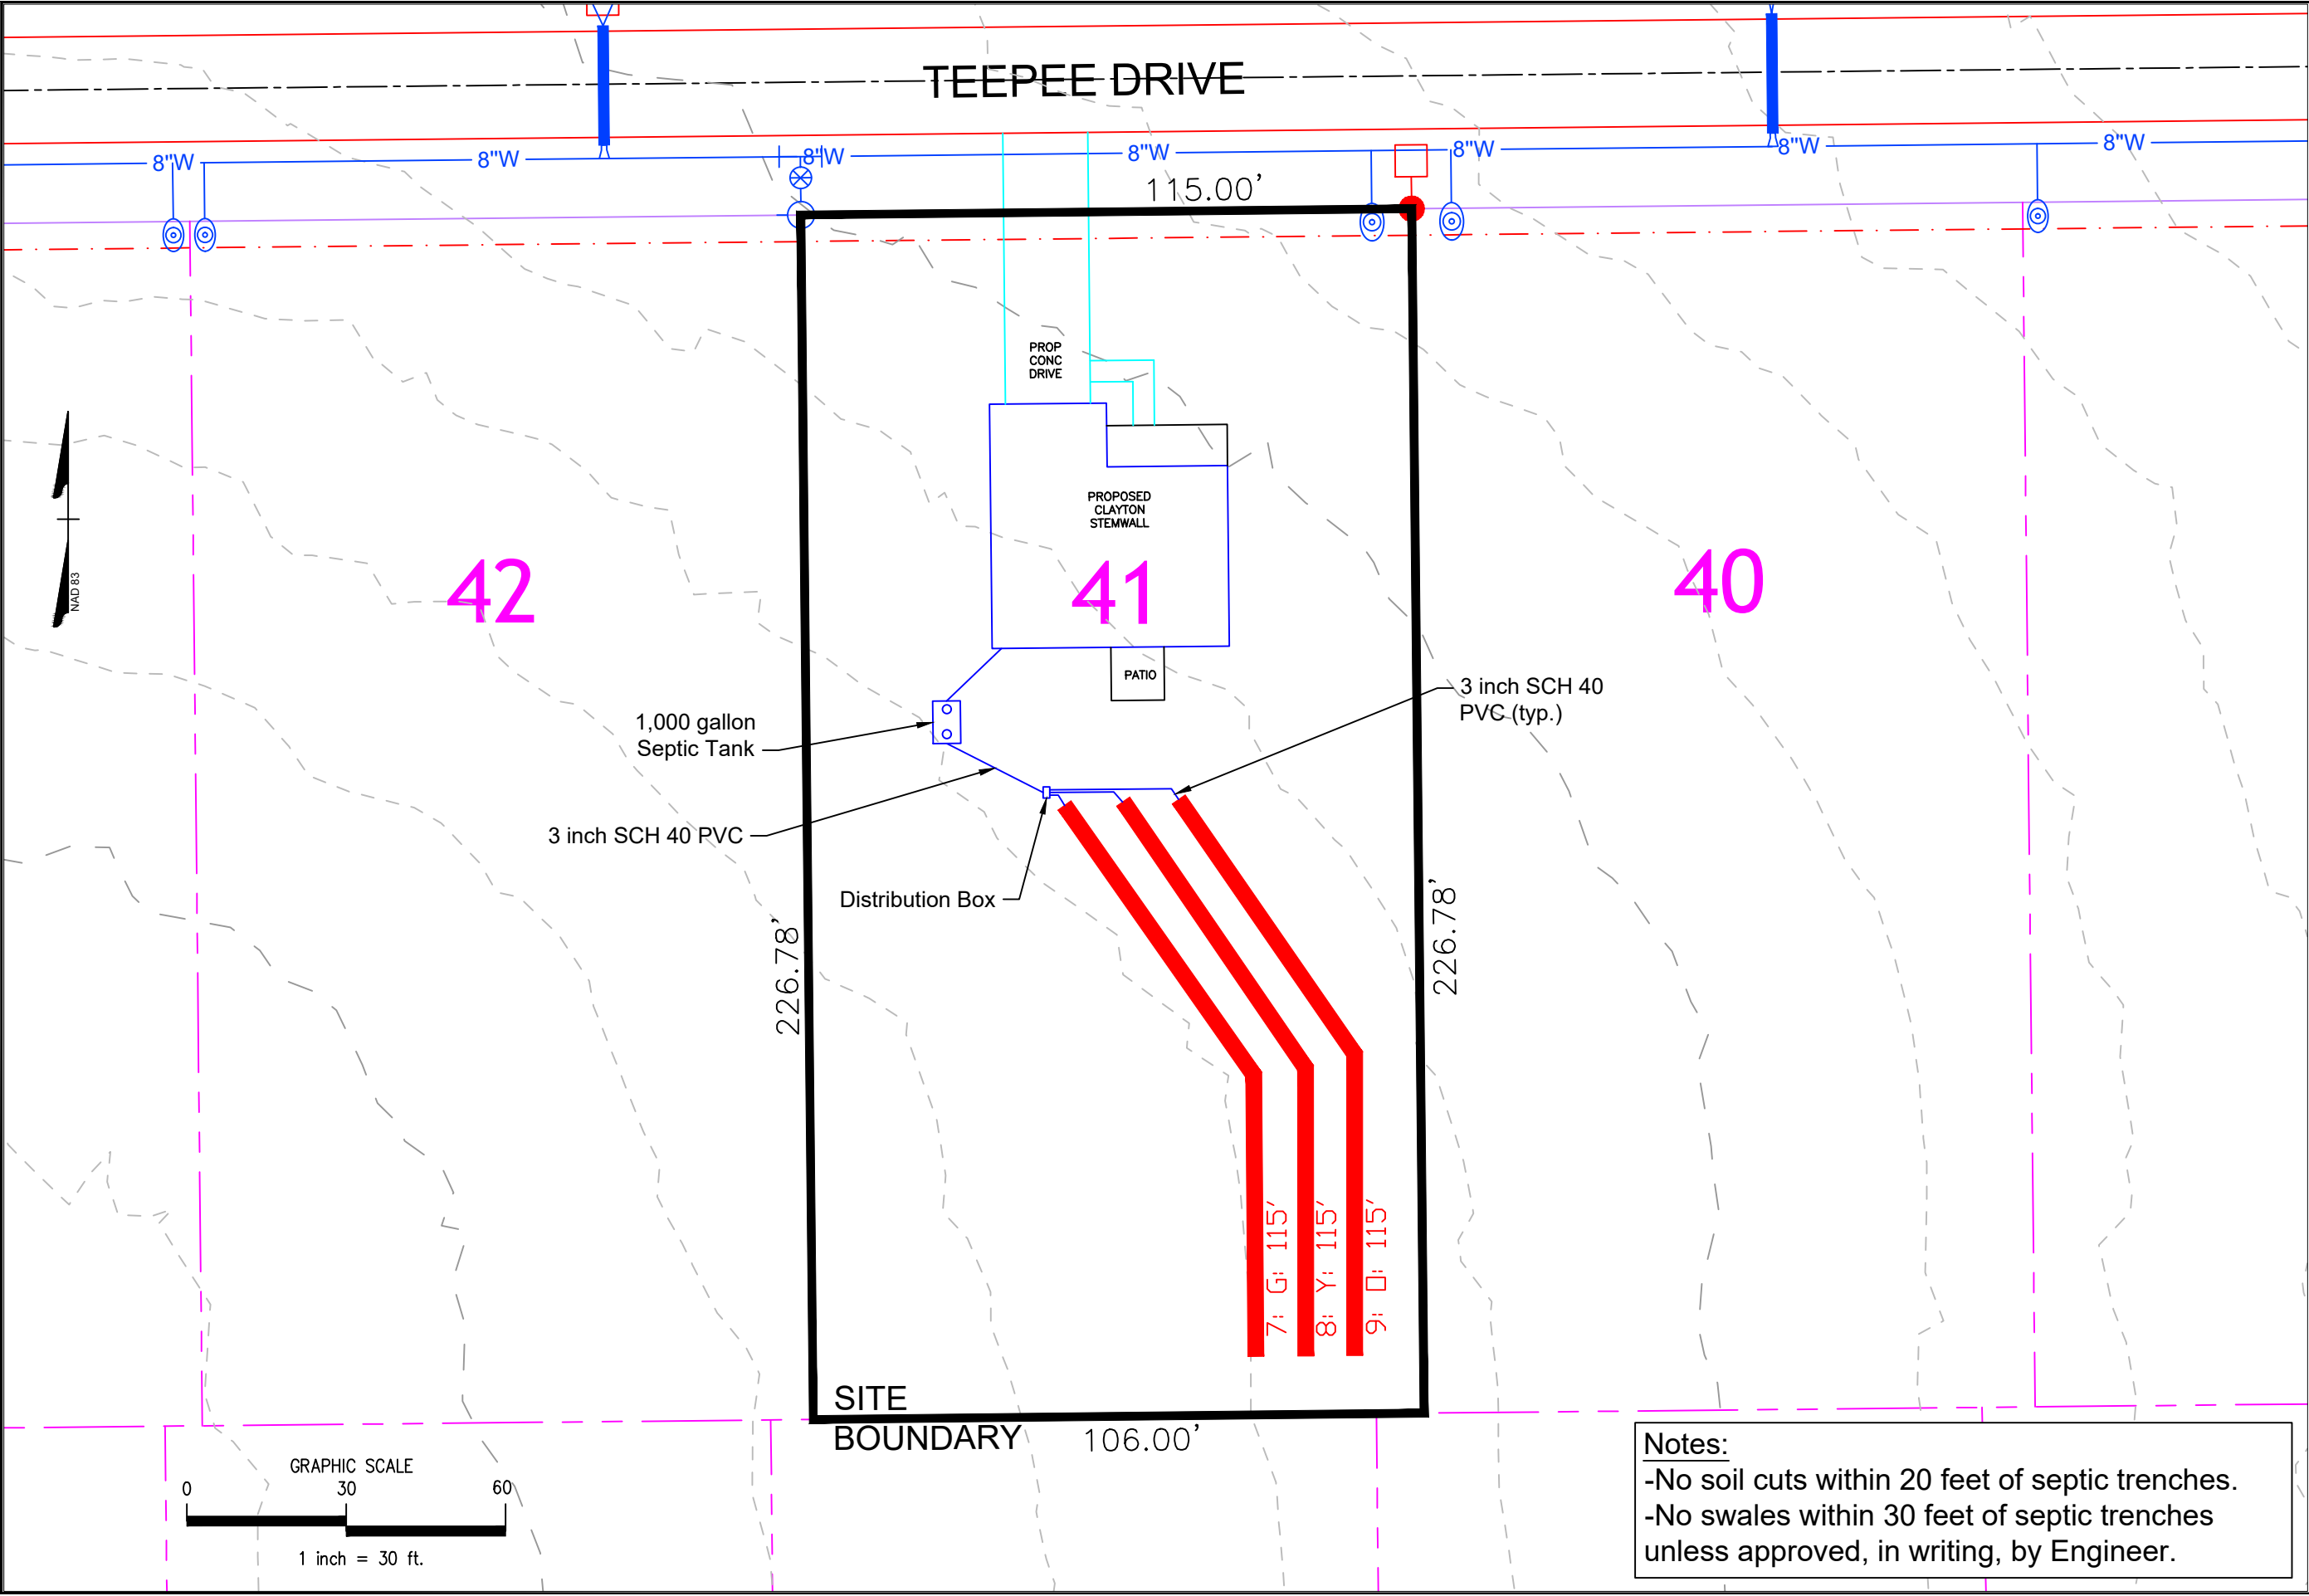 TEEPEE DRIVE
8"W
8"W
8"W
8"W
8"W
8"W
8"W
115.00'
PROP
CONC
DRIVE
PROPOSED
CLAYTON
STEMWALL
42
41
40
NAD 83
PATIO
3 inch SCH 40
PVC (typ.)
1,000 gallon
Septic Tank
3 inch SCH 40 PVC
Distribution Box
226.78'
226.78'
7: G: 115'
8: Y: 115'
9: O: 115'
SITE
BOUNDARY
106.00'
GRAPHIC SCALE
0 30 60
1 inch = 30 ft.
Notes:
-No soil cuts within 20 feet of septic trenches.
-No swales within 30 feet of septic trenches
unless approved, in writing, by Engineer.